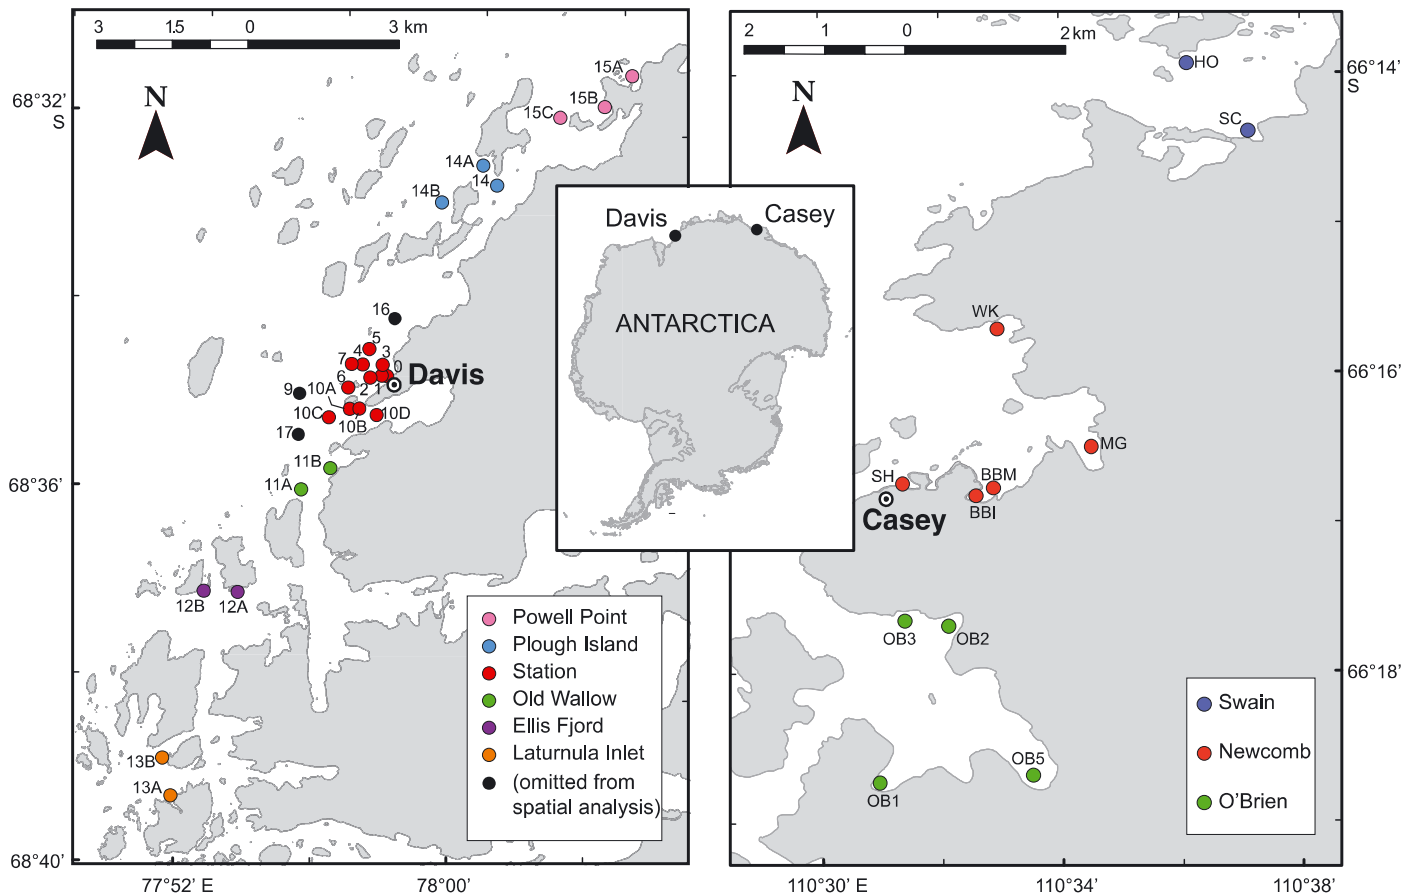 3 1.5 0 3 km
N
68°32'
S
68°36'
68°40'
77°52' E
78°00'
15A
15B
15C
14A
14
14B
16
5
4
3
7
0
6
2
1
Davis
9
10A
10C
10B
10D
17
11B
11A
12B
12A
13B
13A
Powell Point
Plough Island
Station
Old Wallow
Ellis Fjord
Laturnula Inlet
(omitted from
spatial analysis)
Davis
Casey
ANTARCTICA
2 1 0 2 km
N
HO
66°14'
S
SC
WK
66°16'
MG
SH
BBM
BBI
Casey
OB3
OB2
66°18'
OB5
OB1
Swain
Newcomb
O'Brien
110°30' E
110°34'
110°38'